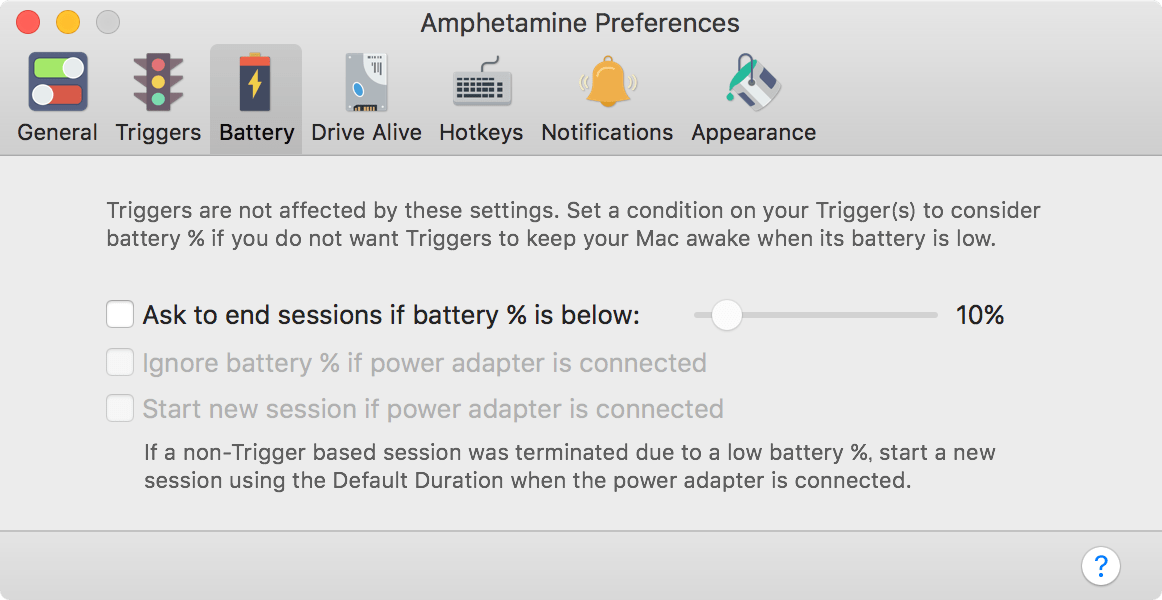 Amphetamine Preferences
General Triggers Battery Drive Alive Hotkeys Notifications Appearance
Triggers are not affected by these settings. Set a condition on your Trigger(s) to consider
battery % if you do not want Triggers to keep your Mac awake when its battery is low.
Ask to end sessions if battery % is below: 10%
Ignore battery % if power adapter is connected
Start new session if power adapter is connected
If a non-Trigger based session was terminated due to a low battery %, start a new
session using the Default Duration when the power adapter is connected.
?